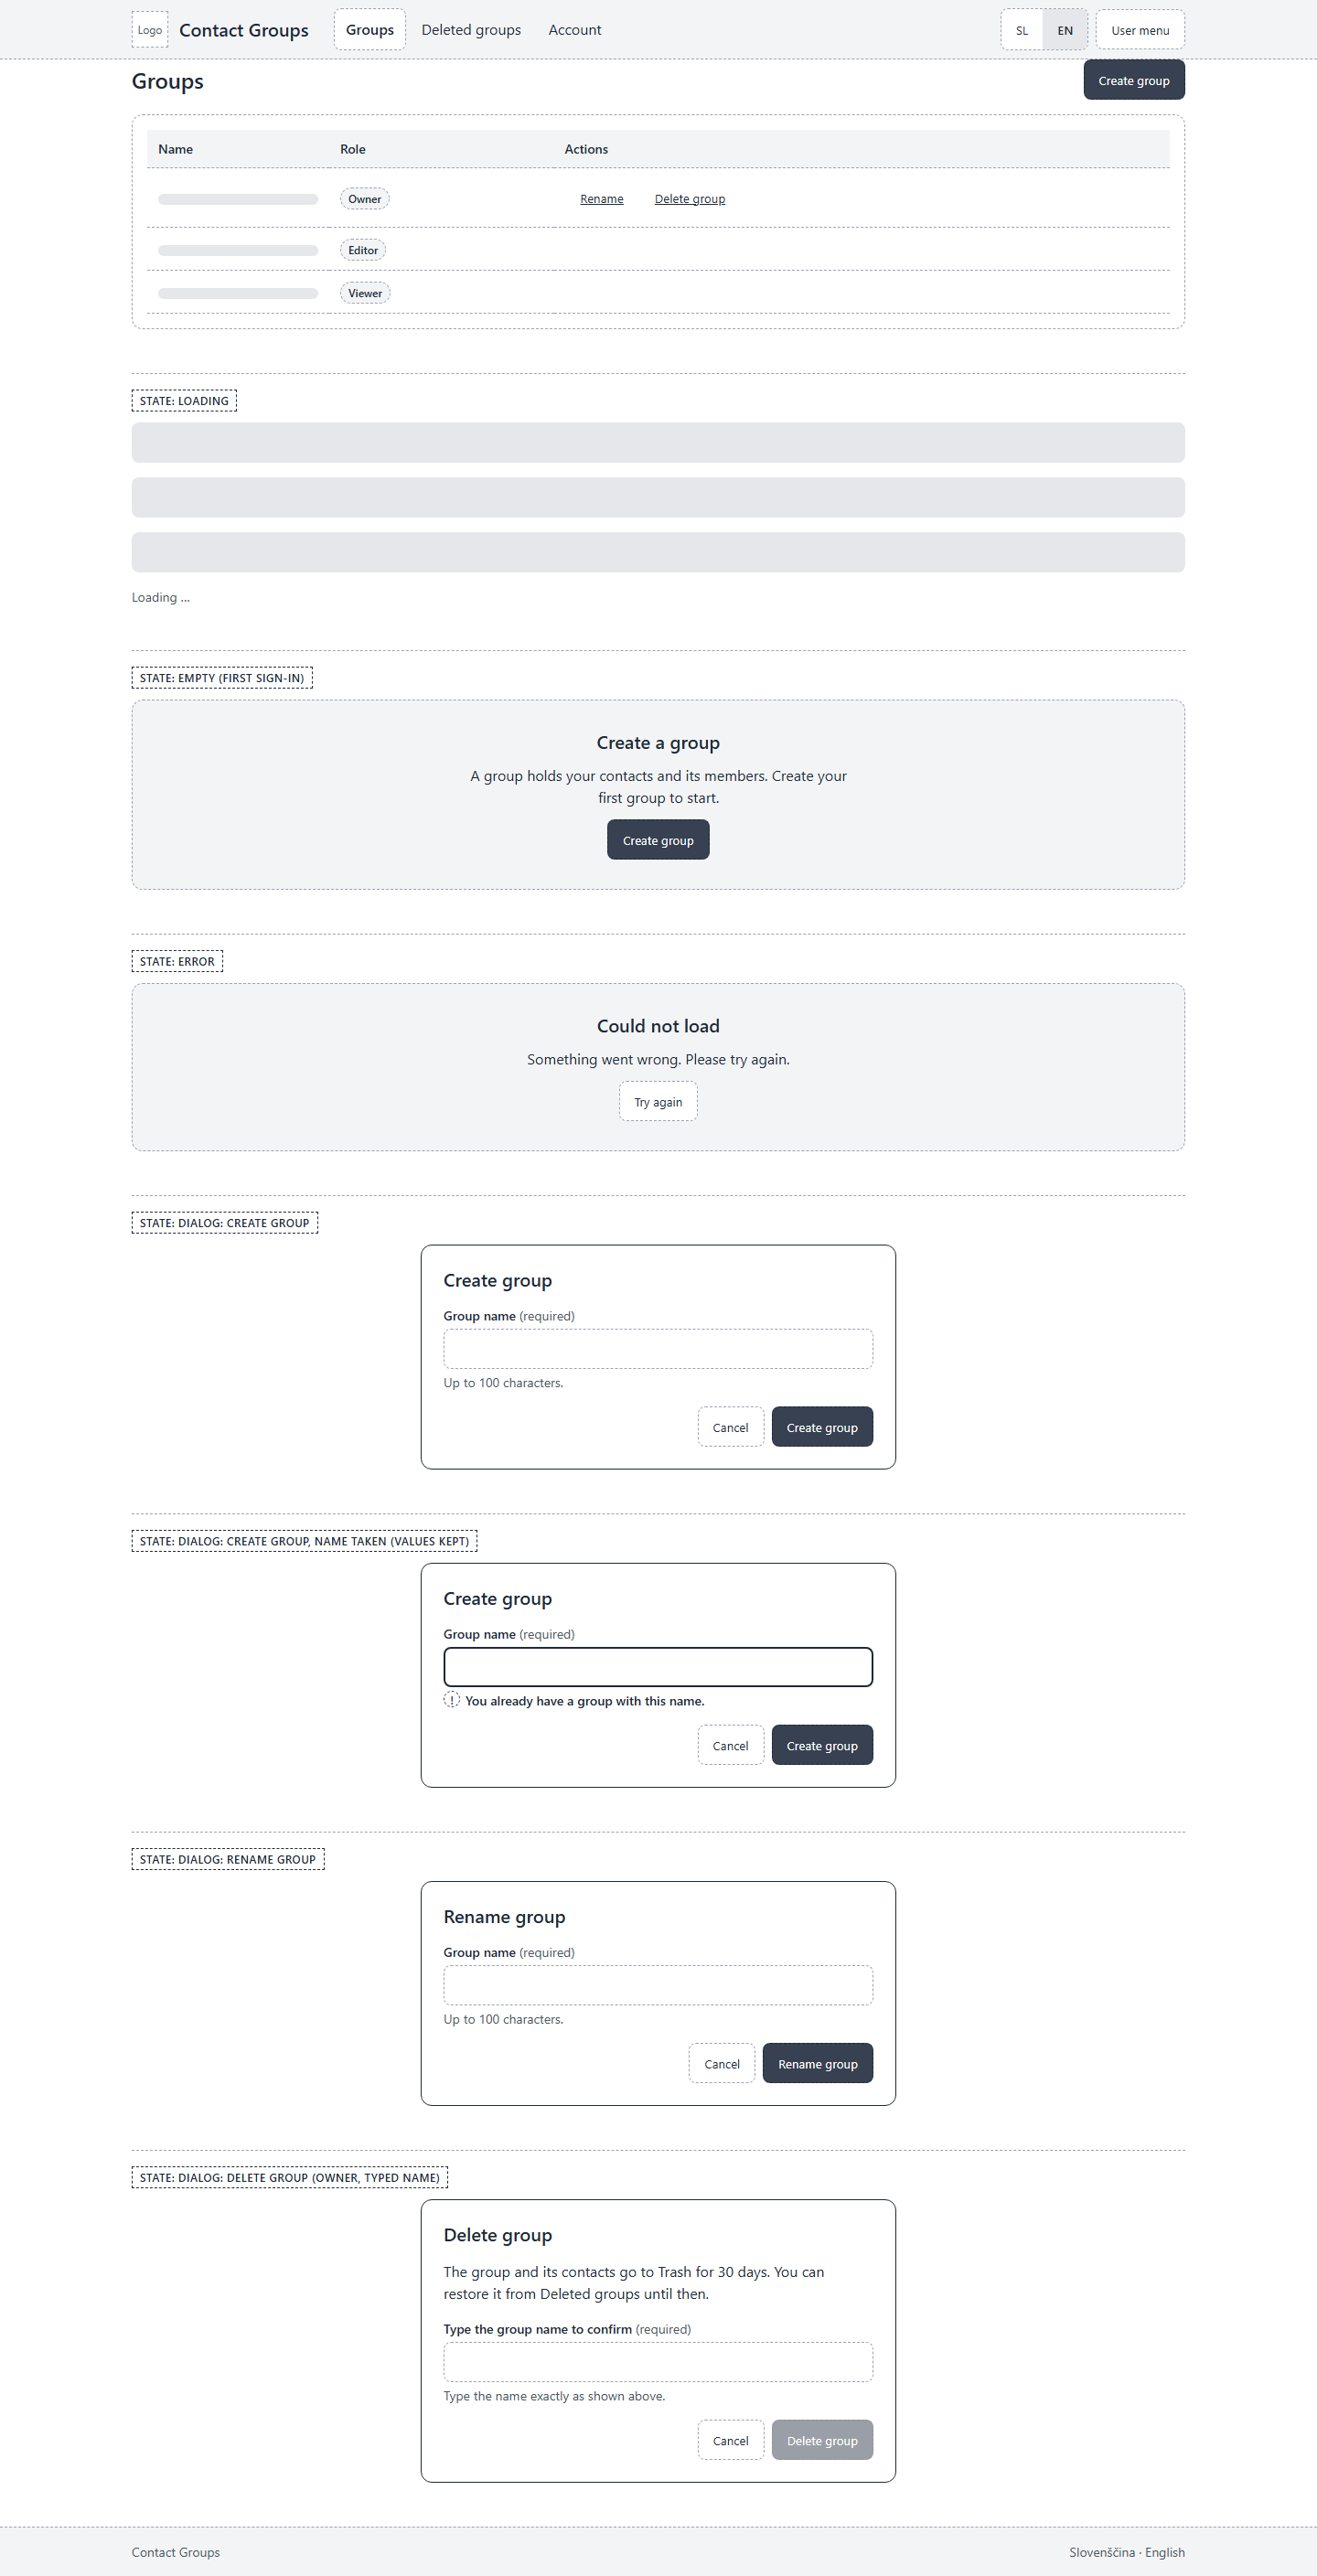 Logo Contact Groups Groups Deleted groups Account SL EN User menu
Groups Create group
Name Role Actions
Owner Rename Delete group
Editor
Viewer
STATE: LOADING
Loading ...
STATE: EMPTY (FIRST SIGN-IN)
Create a group
A group holds your contacts and its members. Create your
first group to start.
Create group
STATE: ERROR
Could not load
Something went wrong. Please try again.
Try again
STATE: DIALOG: CREATE GROUP
Create group
Group name (required)
Up to 100 characters.
Cancel Create group
STATE: DIALOG: CREATE GROUP, NAME TAKEN (VALUES KEPT)
Create group
Group name (required)
! You already have a group with this name.
Cancel Create group
STATE: DIALOG: RENAME GROUP
Rename group
Group name (required)
Up to 100 characters.
Cancel Rename group
STATE: DIALOG: DELETE GROUP (OWNER, TYPED NAME)
Delete group
The group and its contacts go to Trash for 30 days. You can
restore it from Deleted groups until then.
Type the group name to confirm (required)
Type the name exactly as shown above.
Cancel Delete group
Contact Groups Slovenščina · English